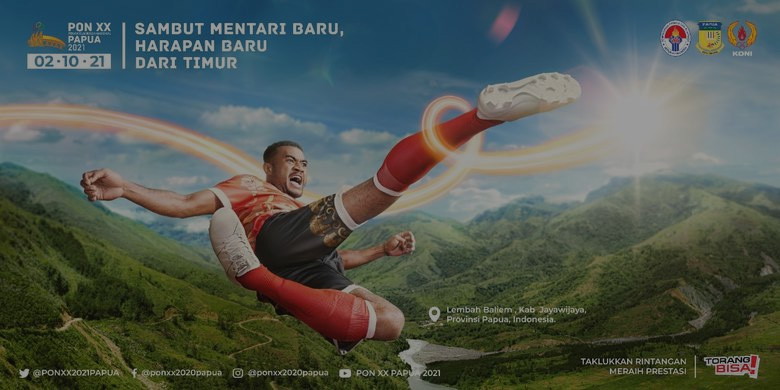 PON XX
PAPUA
2021
02•10•21
SAMBUT MENTARI BARU,
HARAPAN BARU
DARI TIMUR
PAPUA
KONI
Lembah Baliem, Kab. Jayawijaya,
Provinsi Papua, Indonesia.
@PONXX2021PAPUA
@ponxx2020papua
@ponxx2020papua
PON XX PAPUA 2021
TAKLUKKAN RINTANGAN
MERAIH PRESTASI
TORANG
BISA!